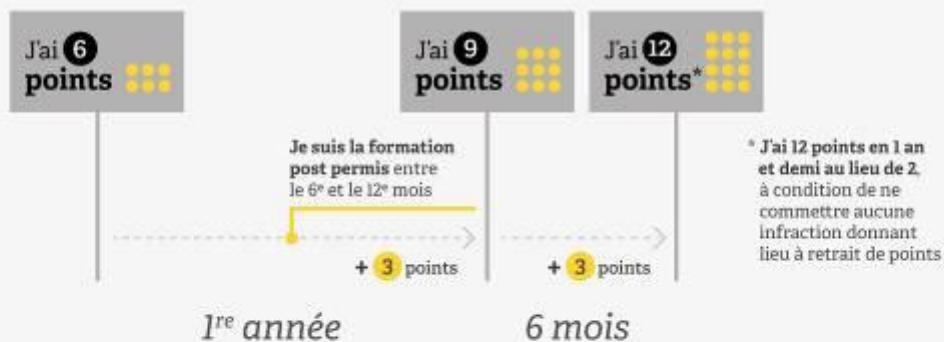 J'ai 6
points
J'ai 9
points
J'ai 12
points*
Je suis la formation
post permis entre
le 6e et le 12e mois
* J'ai 12 points en 1 an
et demi au lieu de 2,
à condition de ne
commettre aucune
infraction donnant
lieu à retrait de points
+ 3 points
+ 3 points
1re année
6 mois